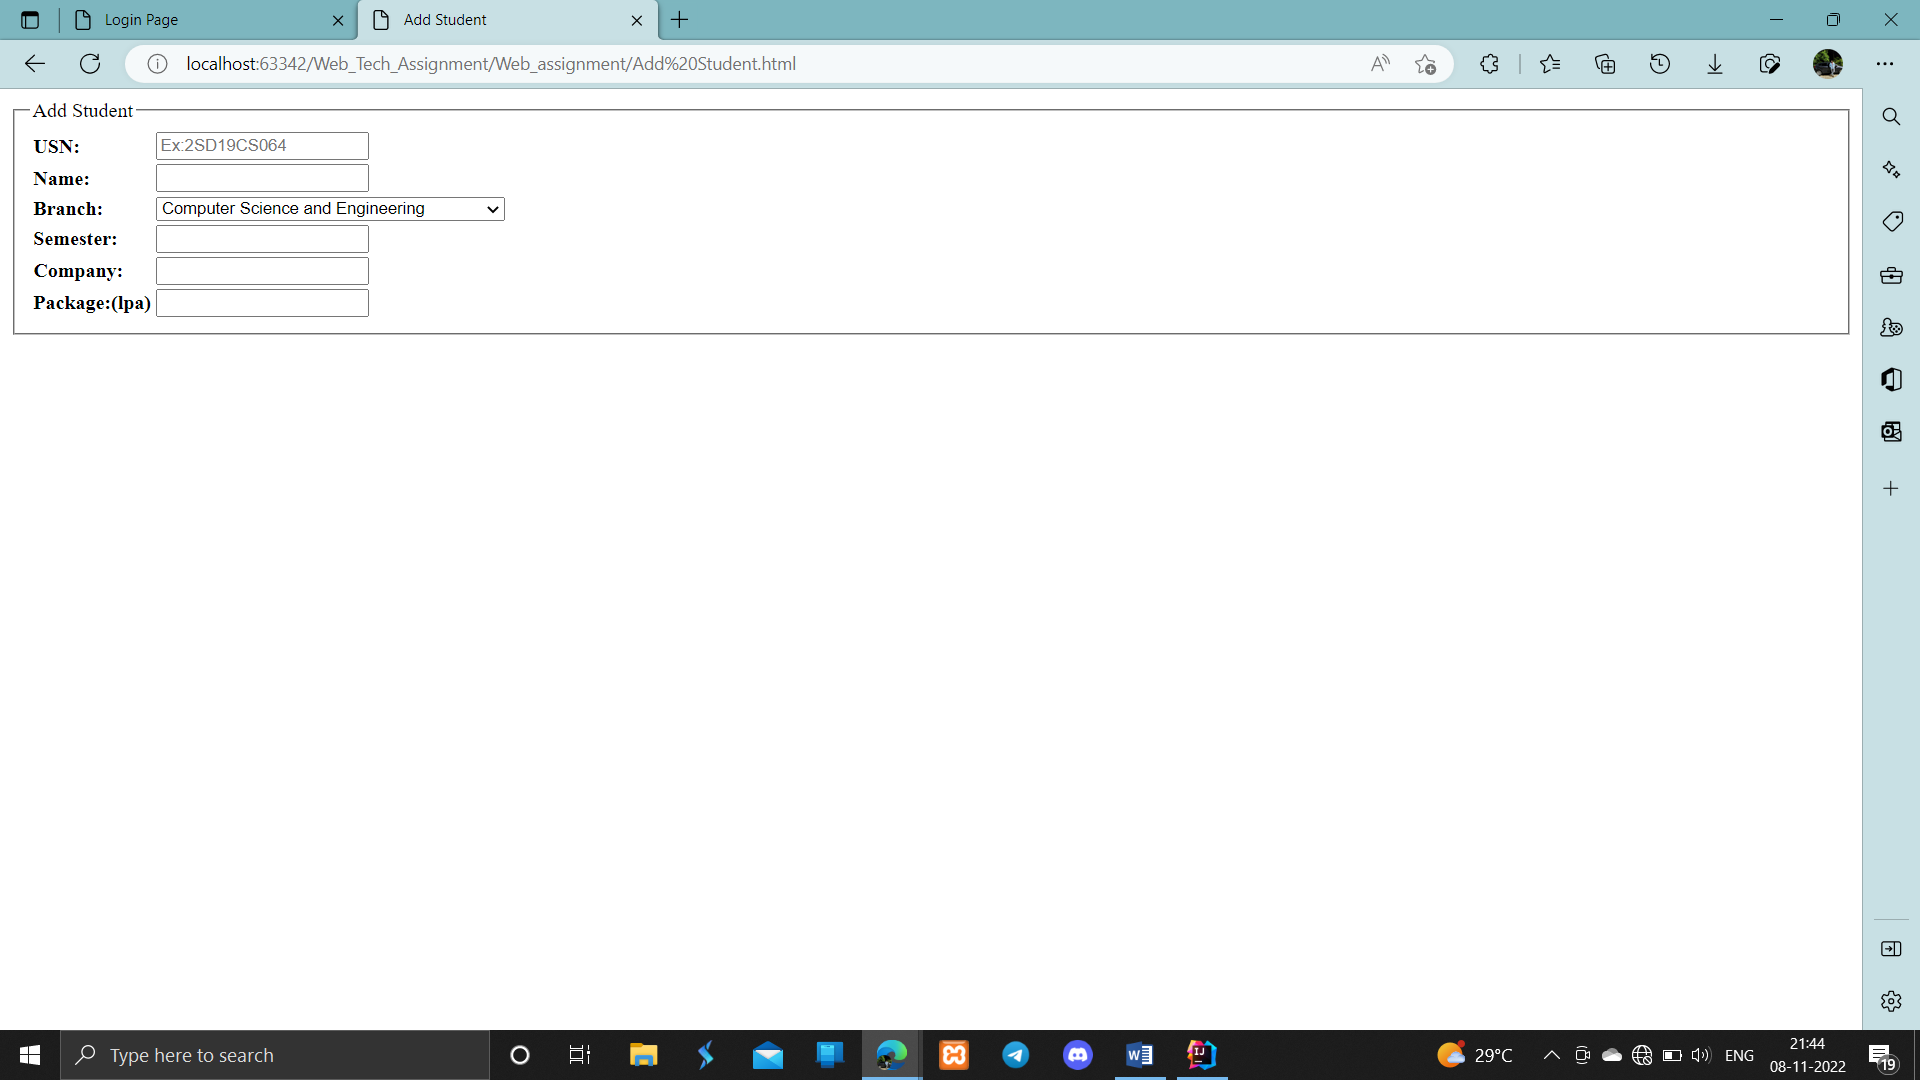 Login Page
Add Student
localhost:63342/Web_Tech_Assignment/Web_assignment/Add%20Student.html
Add Student
USN: Ex:2SD19CS064
Name:
Branch: Computer Science and Engineering
Semester:
Company:
Package:(lpa)
Type here to search
29°C
ENG
21:44
08-11-2022
19